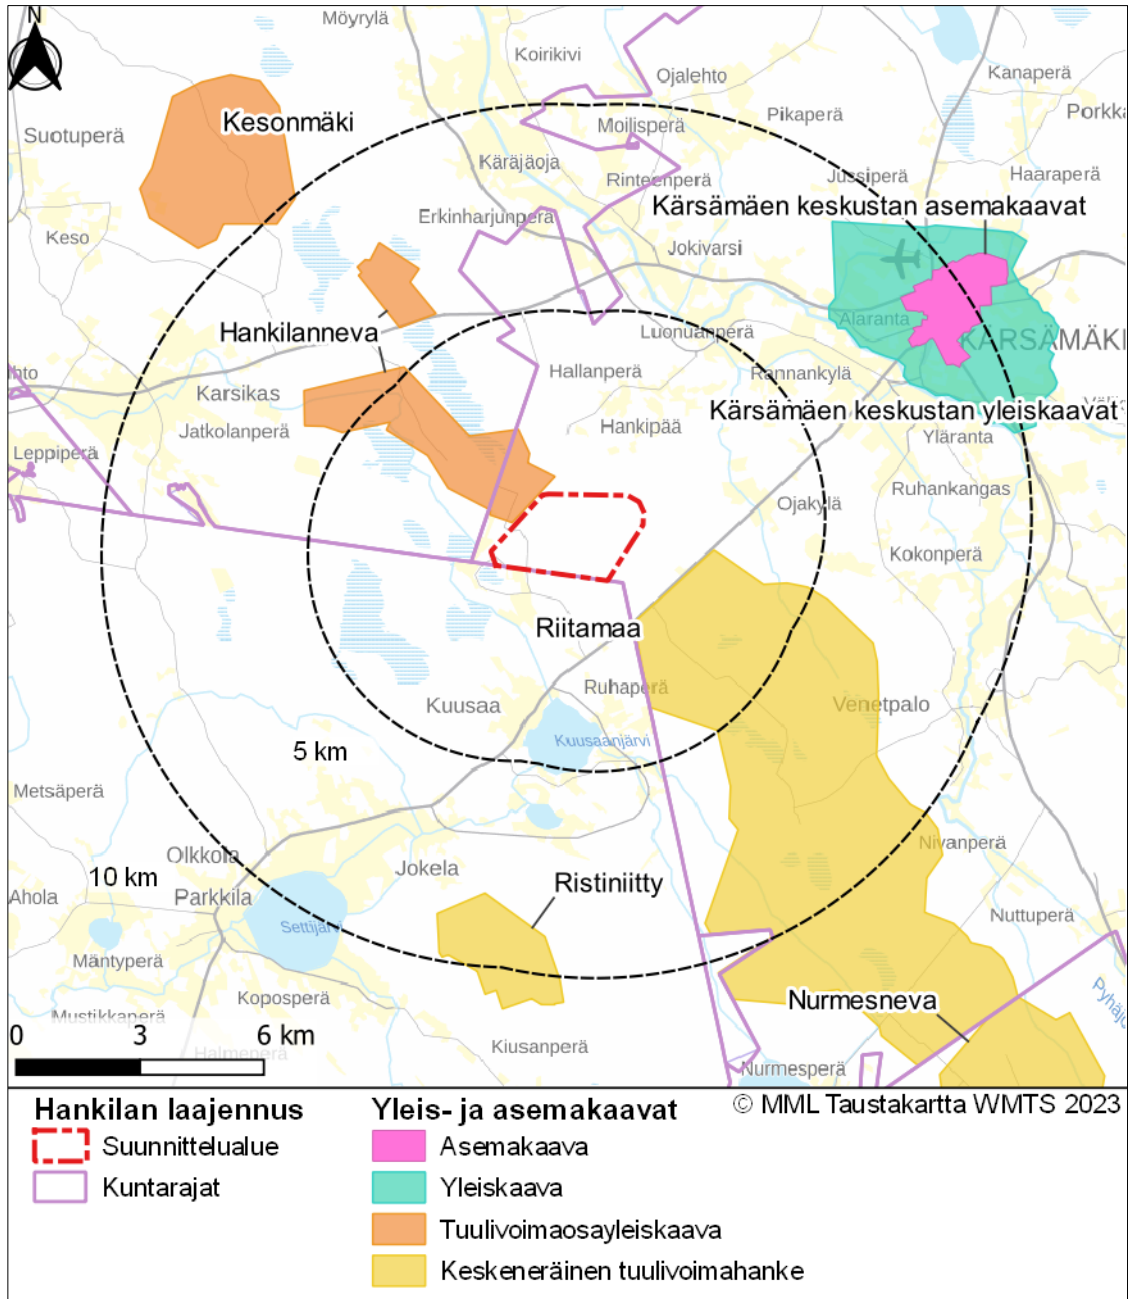 N
Möyrylä
Koirikivi
Ojalehto
Kanaperä
Pikaperä
Porkka
Suotuperä
Kesonmäki
Moilisperä
Käräjäoja
Rinteenperä
Jussiperä
Haaraperä
Kärsämäen keskustan asemakaavat
Erkinharjunperä
Keso
Jokivarsi
Hankilanneva
Luonuanperä
Alaranta
KÄRSÄMÄKI
Hallanperä
Rannankylä
Karsikas
Kärsämäen keskustan yleiskaavat
Jatkolanperä
Hankipää
Yläranta
Leppiperä
Ojakylä
Ruhankangas
Kokonperä
Riitamaa
Ruhaperä
Kuusaa
Venetpalo
Kuusaanjärvi
5 km
Metsäperä
Nivanperä
Olkkola
Jokela
10 km
Ristiniitty
Ahola
Parkkila
Nuttuperä
Settijärvi
Mäntyperä
Koposperä
Nurmesneva
Mustikkaperä
0 3 6 km
Halmeperä
Kiusanperä
Nurmesperä
Hankilan laajennus
Suunnittelualue
Kuntarajat
Yleis- ja asemakaavat
© MML Taustakartta WMTS 2023
Asemakaava
Yleiskaava
Tuulivoimaosayleiskaava
Keskeneräinen tuulivoimahanke